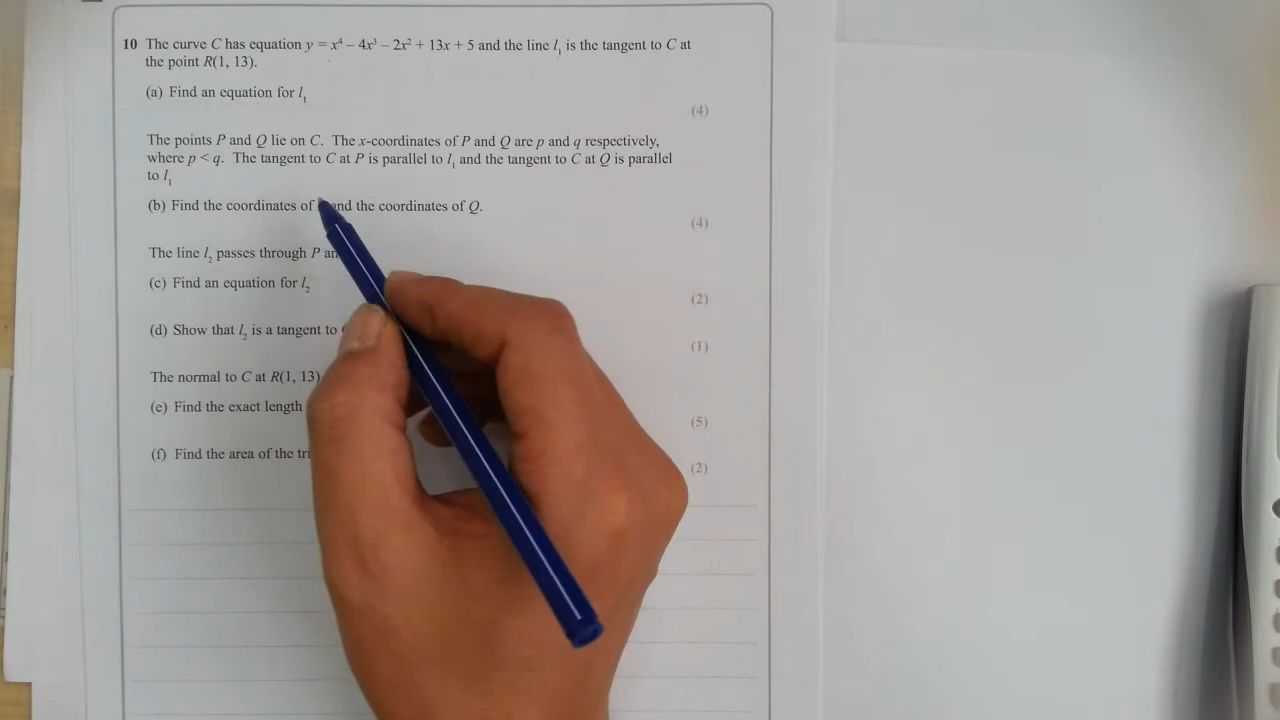 10 The curve C has equation y = x⁴ – 4x³ – 2x² + 13x + 5 and the line l₁ is the tangent to C at
the point R(1, 13).
(a) Find an equation for l₁
(4)
The points P and Q lie on C. The x-coordinates of P and Q are p and q respectively,
where p < q. The tangent to C at P is parallel to l₁ and the tangent to C at Q is parallel
to l₁
(b) Find the coordinates of and the coordinates of Q.
(4)
The line l₂ passes through P
(c) Find an equation for l₂
(2)
(d) Show that l₂ is a tangent to
(1)
The normal to C at R(1, 13)
(e) Find the exact length
(5)
(f) Find the area of the
(2)